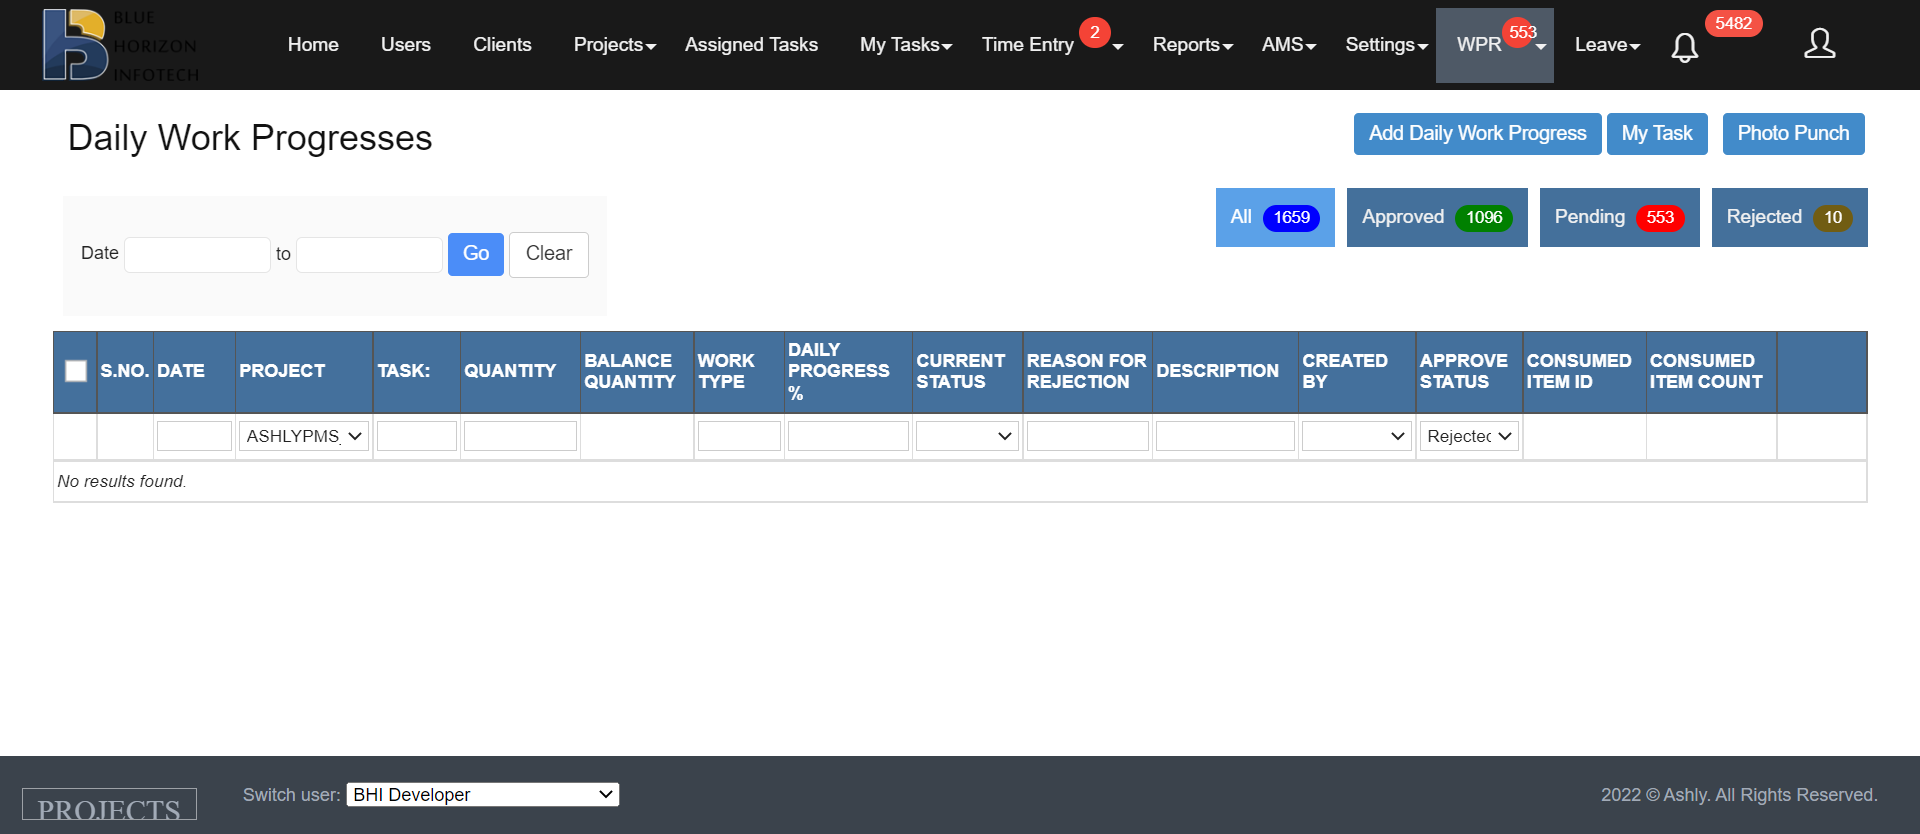 BLUE
HORIZON
INFOTECH
Home Users Clients Projects Assigned Tasks My Tasks Time Entry 2 Reports AMS Settings WPR 553 Leave 5482
Daily Work Progresses
Add Daily Work Progress My Task Photo Punch
All 1659 Approved 1096 Pending 553 Rejected 10
Date to Go Clear
S.NO. DATE PROJECT TASK: QUANTITY BALANCE QUANTITY WORK TYPE DAILY PROGRESS % CURRENT STATUS REASON FOR REJECTION DESCRIPTION CREATED BY APPROVE STATUS CONSUMED ITEM ID CONSUMED ITEM COUNT
ASHLYPMS_ Rejected
No results found.
PROJECTS
Switch user: BHI Developer
2022 © Ashly. All Rights Reserved.